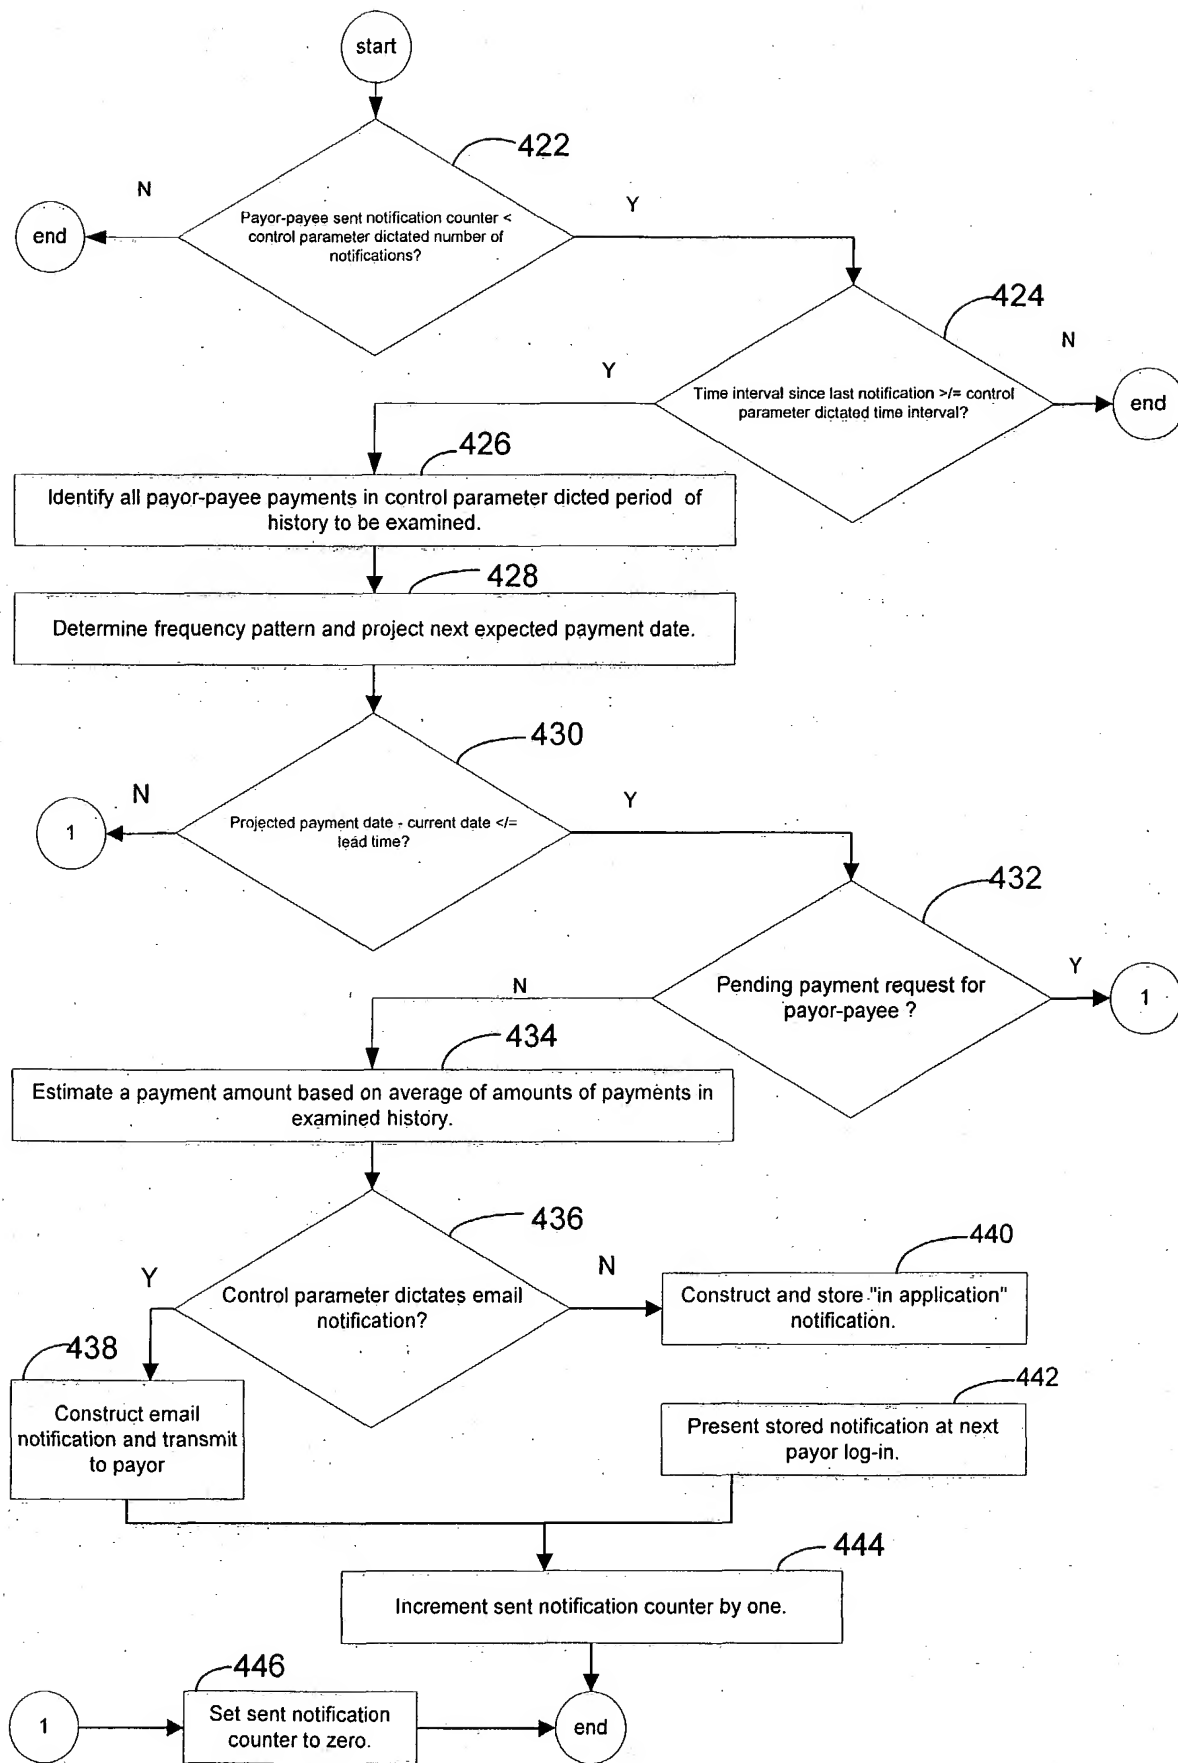 start
422
N
Y
Payor-payee sent notification counter <
control parameter dictated number of
notifications?
end
424
N
Y
Time interval since last notification >/= control
parameter dictated time interval?
end
426
Identify all payor-payee payments in control parameter dicted period of
history to be examined.
428
Determine frequency pattern and project next expected payment date.
430
N
Y
Projected payment date - current date </=
lead time?
1
432
Y
N
Pending payment request for
payor-payee ?
1
434
Estimate a payment amount based on average of amounts of payments in
examined history.
436
Y
N
Control parameter dictates email
notification?
440
Construct and store "in application"
notification.
438
Construct email
notification and transmit
to payor
442
Present stored notification at next
payor log-in.
444
Increment sent notification counter by one.
446
1
Set sent notification
counter to zero.
end